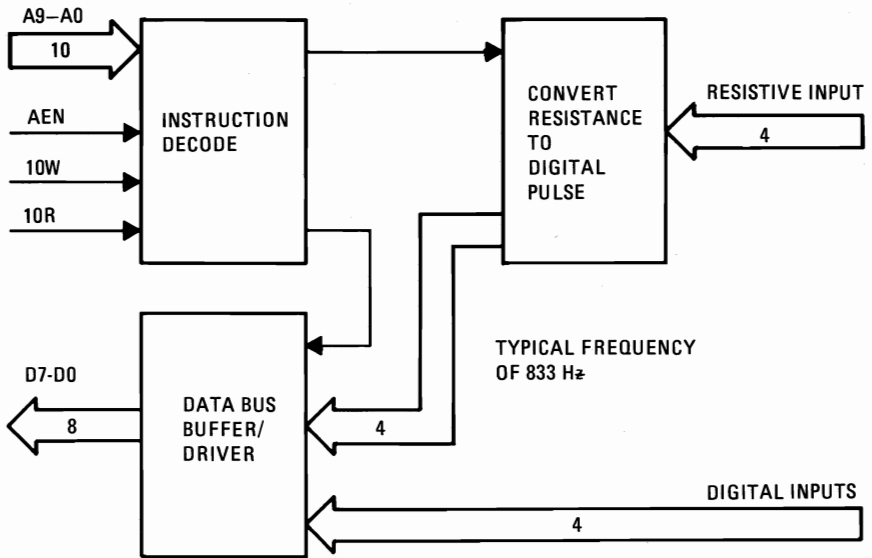 A9–A0
10
AEN
10W
10R
INSTRUCTION
DECODE
CONVERT
RESISTANCE
TO
DIGITAL
PULSE
RESISTIVE INPUT
4
TYPICAL FREQUENCY
OF 833 Hz
D7-D0
8
DATA BUS
BUFFER/
DRIVER
4
DIGITAL INPUTS
4